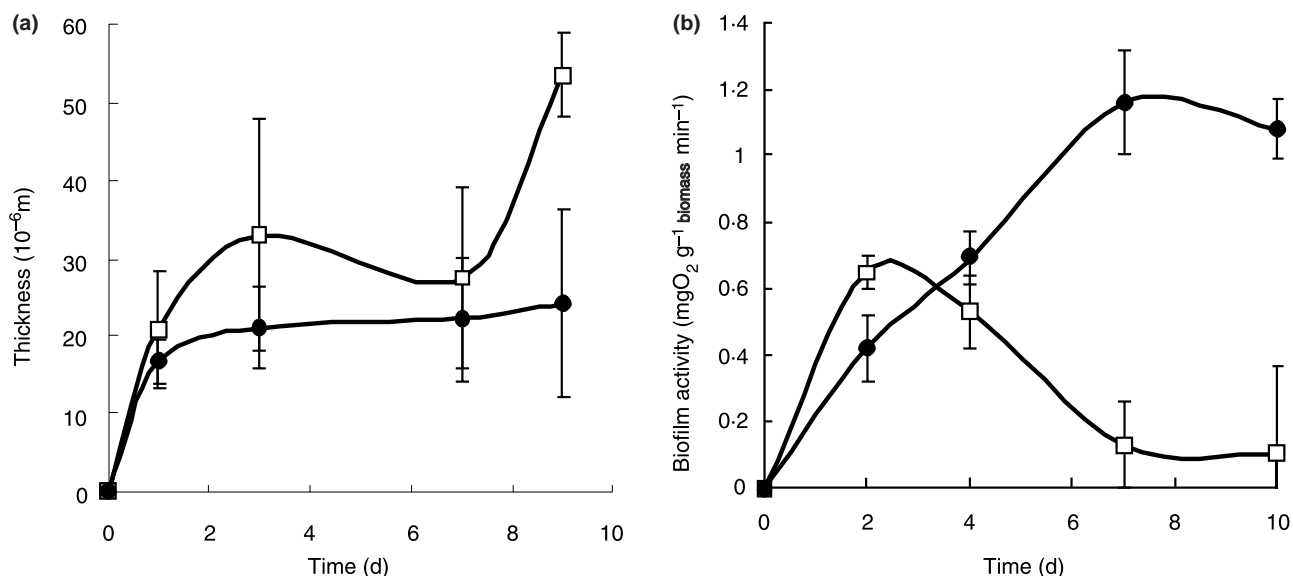 (a)
60
50
40
30
20
10
0
Thickness (10⁻⁶m)
0 2 4 6 8 10
Time (d)
(b)
1·4
1·2
1
0·8
0·6
0·4
0·2
0
Biofilm activity (mgO₂ g⁻¹ biomass min⁻¹)
0 2 4 6 8 10
Time (d)